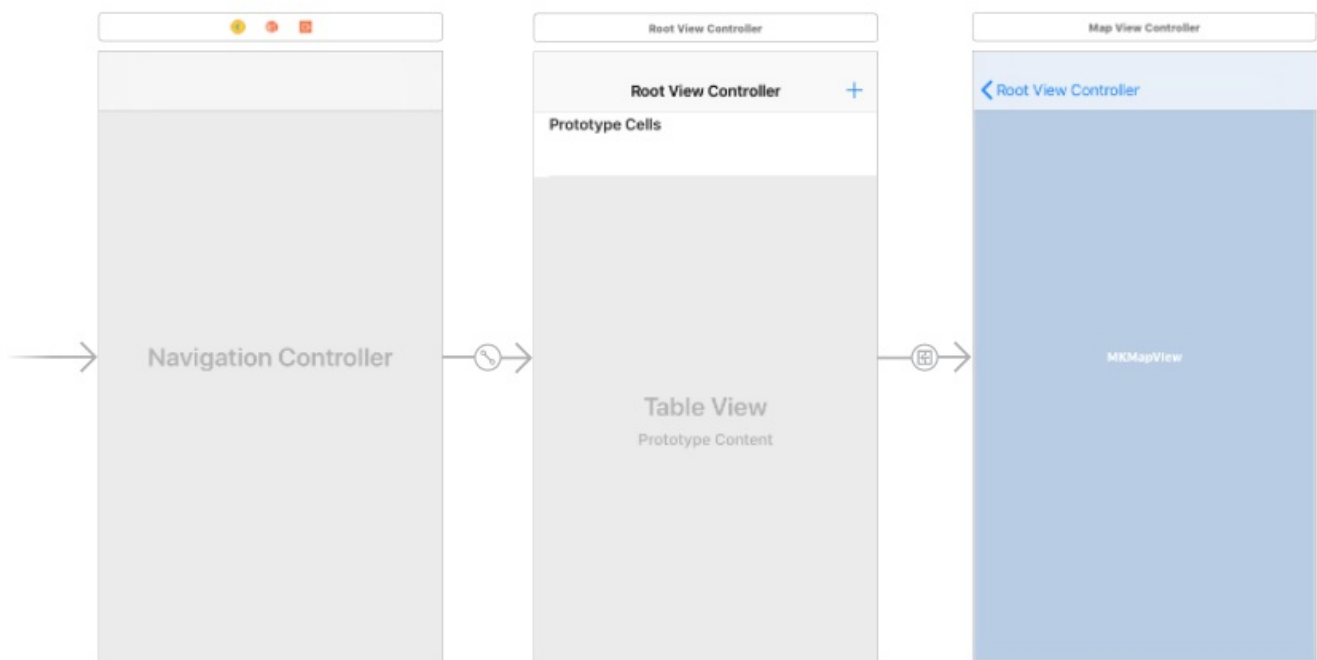 Root View Controller
Map View Controller
Root View Controller
Root View Controller
Prototype Cells
Navigation Controller
MKMapView
Table View
Prototype Content